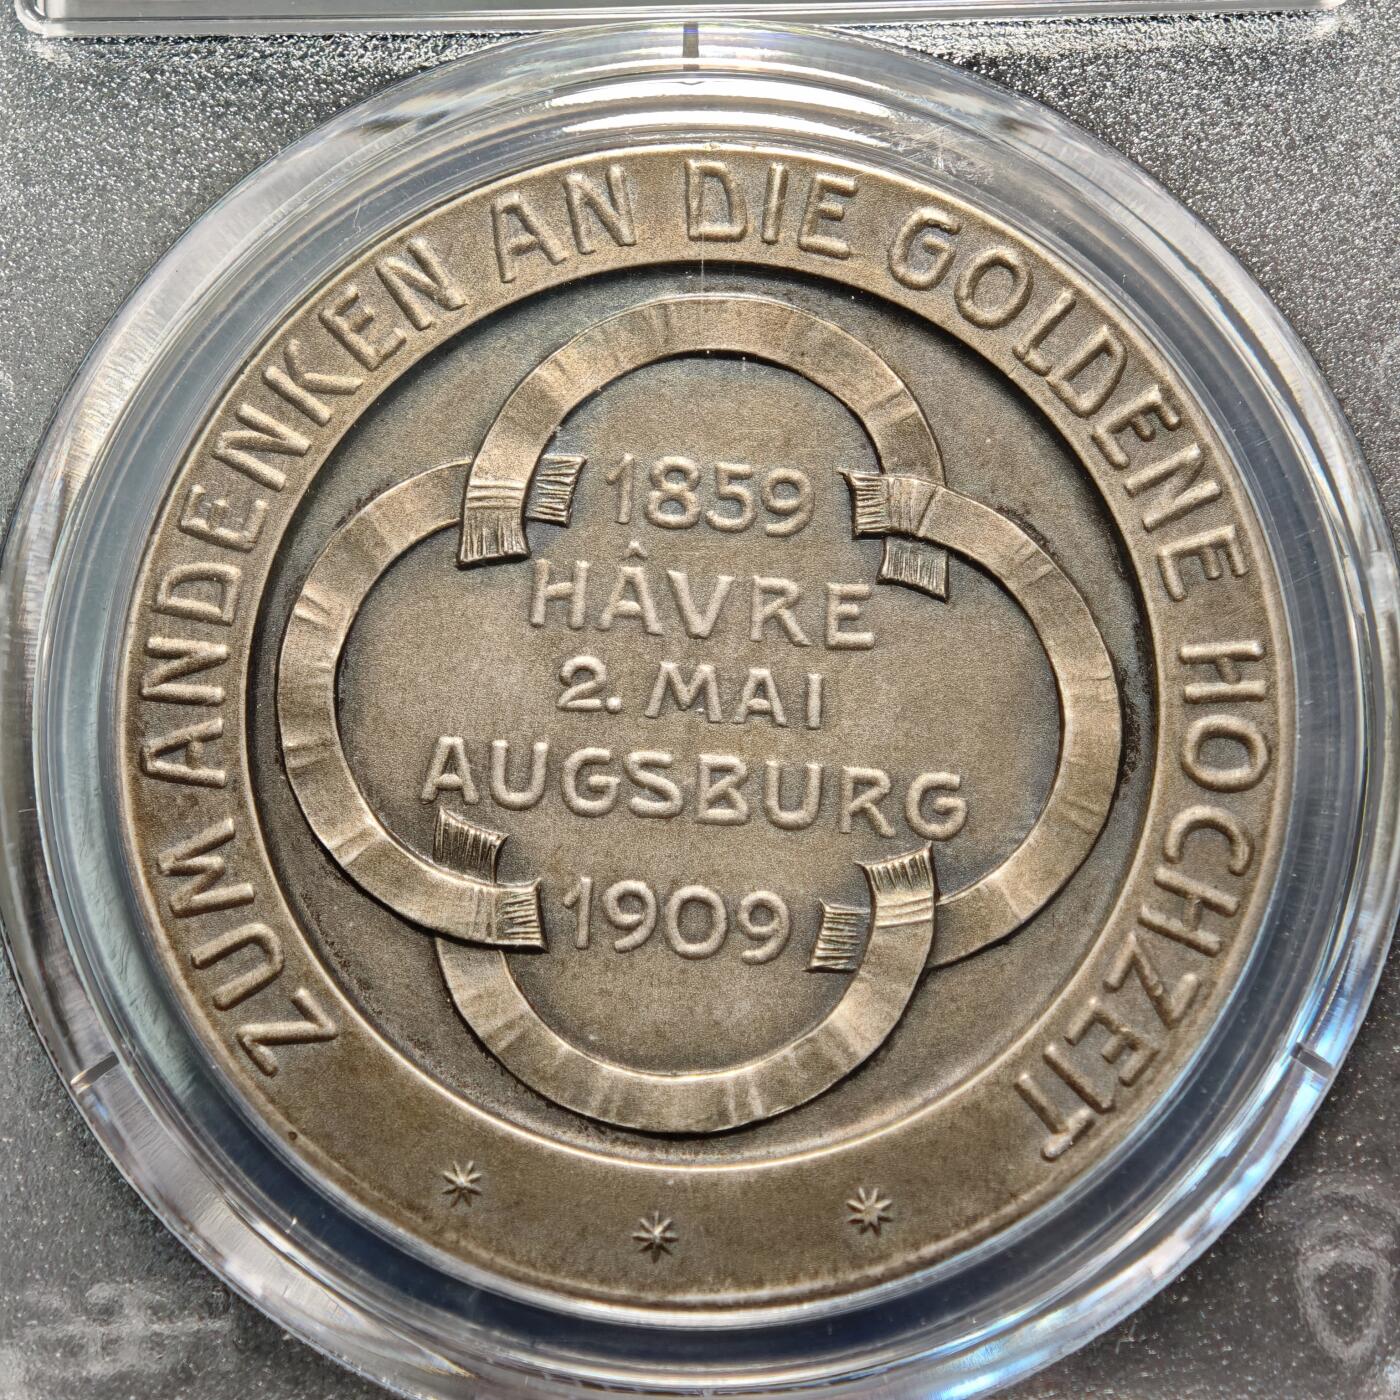 ZUM ANDENKEN AN DIE GOLDENE HOCHZEIT
1859
HÂVRE
2. MAI
AUGSBURG
1909